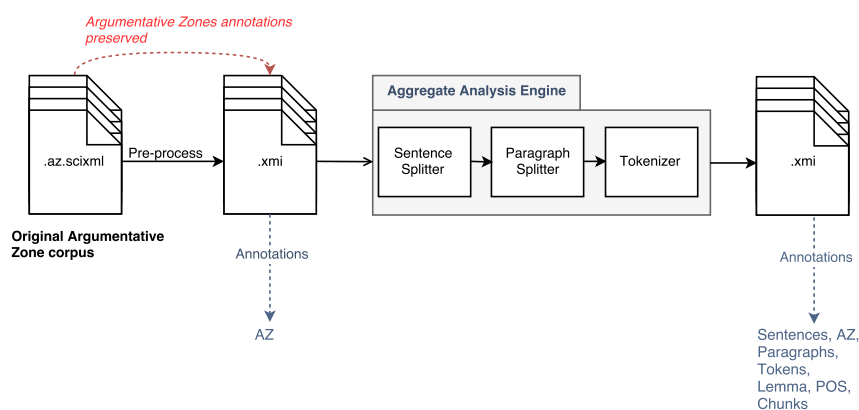 Argumentative Zones annotations
preserved
Aggregate Analysis Engine
.az.scixml
Pre-process
.xmi
Sentence
Splitter
Paragraph
Splitter
Tokenizer
.xmi
Original Argumentative
Zone corpus
Annotations
AZ
Annotations
Sentences, AZ,
Paragraphs,
Tokens,
Lemma, POS,
Chunks